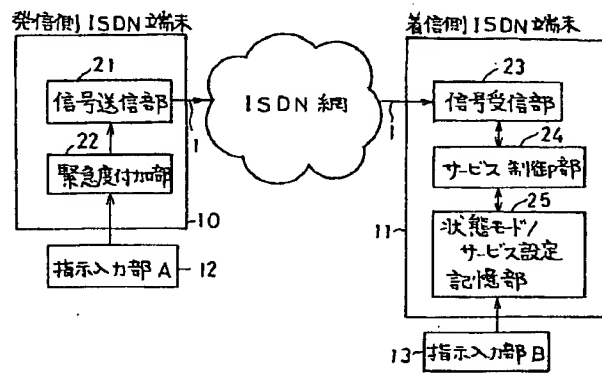 発信側ISDN端末
21
信号送信部
22
緊急度付加部
10
指示入力部A
12
1
ISDN網
1
着信側ISDN端末
23
信号受信部
24
サービス制御部
25
状態モード/
サービス設定
記憶部
11
13
指示入力部B